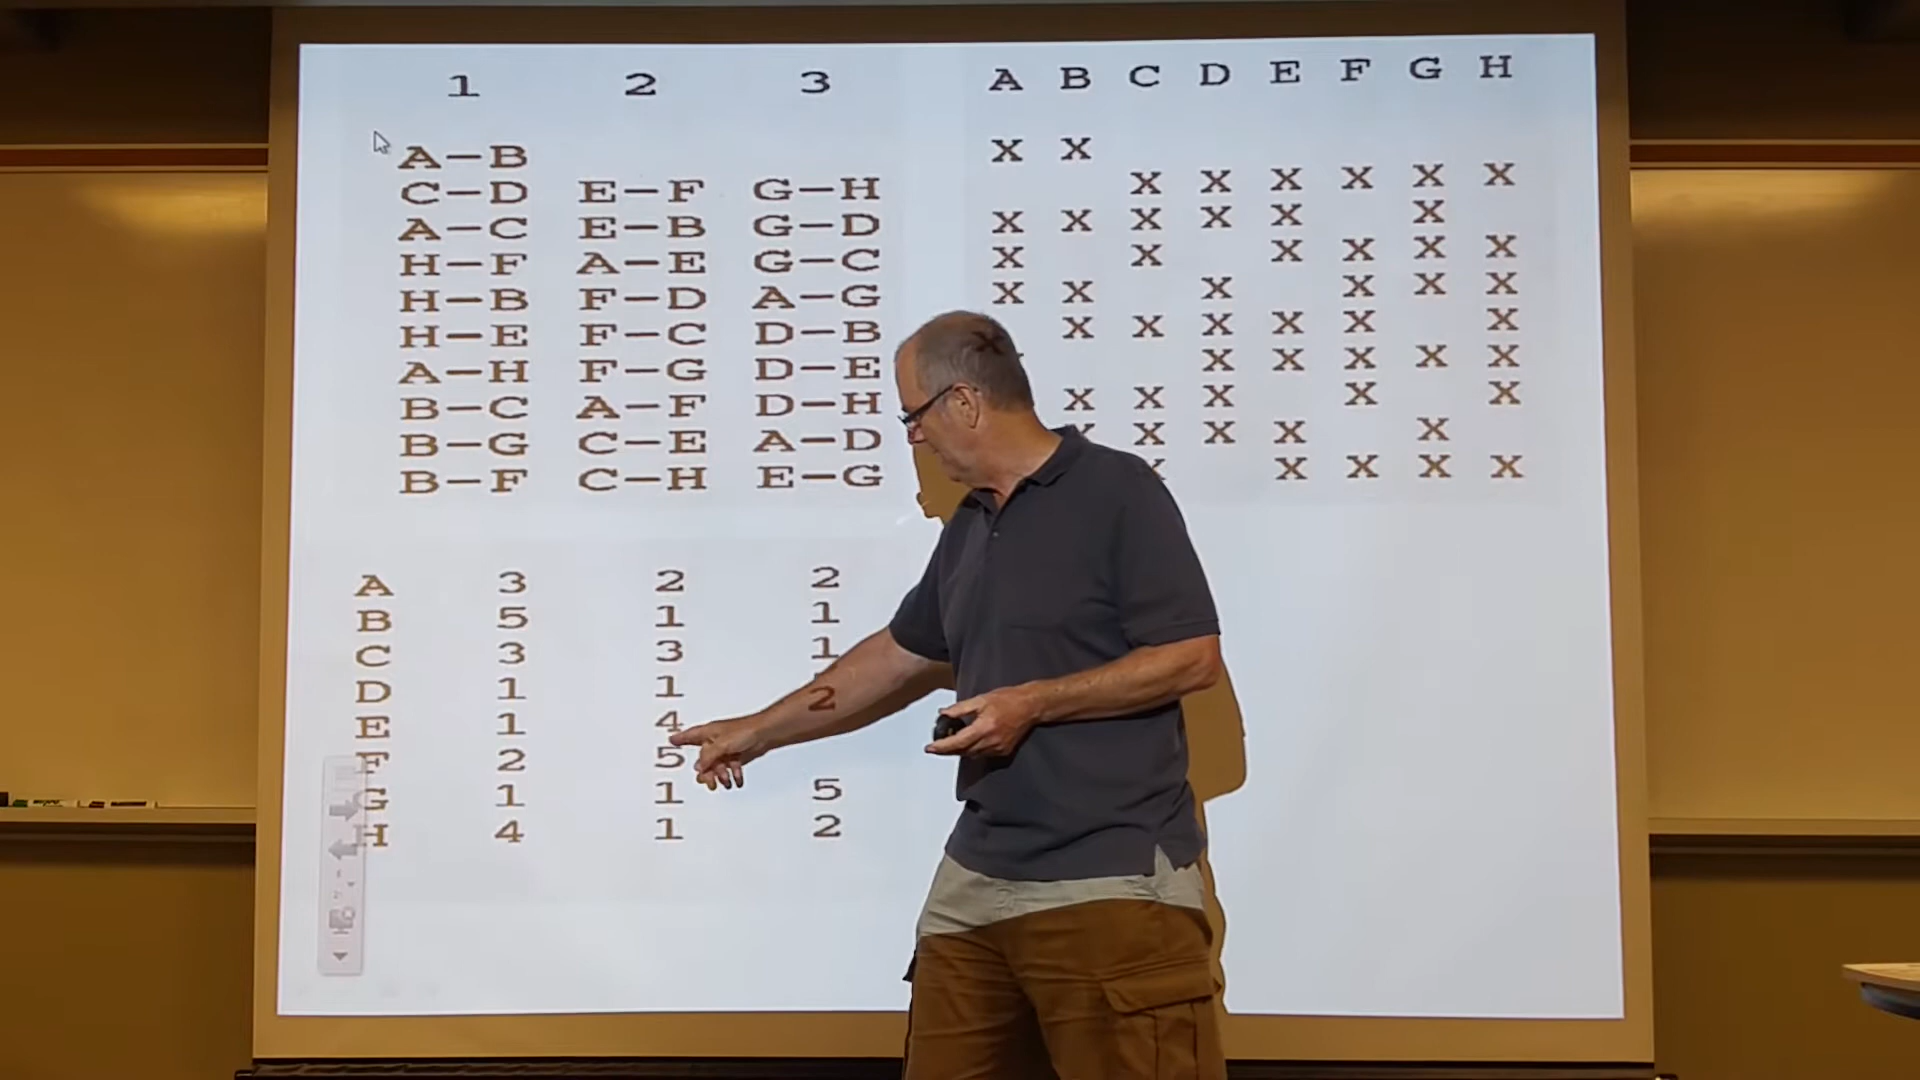 1 2 3
A–B
C–D E–F G–H
A–C E–B G–D
H–F A–E G–C
H–B F–D A–G
H–E F–C D–B
A–H F–G D–E
B–C A–F D–H
B–G C–E A–D
B–F C–H E–G
A B C D E F G H
X X
X X X X X X
X X X X X X
X X X X X X
X X X X X X
X X X X X X
X X X X X X
X X X X X
X X X X
X X X X
A 3 2 2
B 5 1 1
C 3 3 1
D 1 1
E 1 4 2
F 2 5
G 1 1 5
H 4 1 2